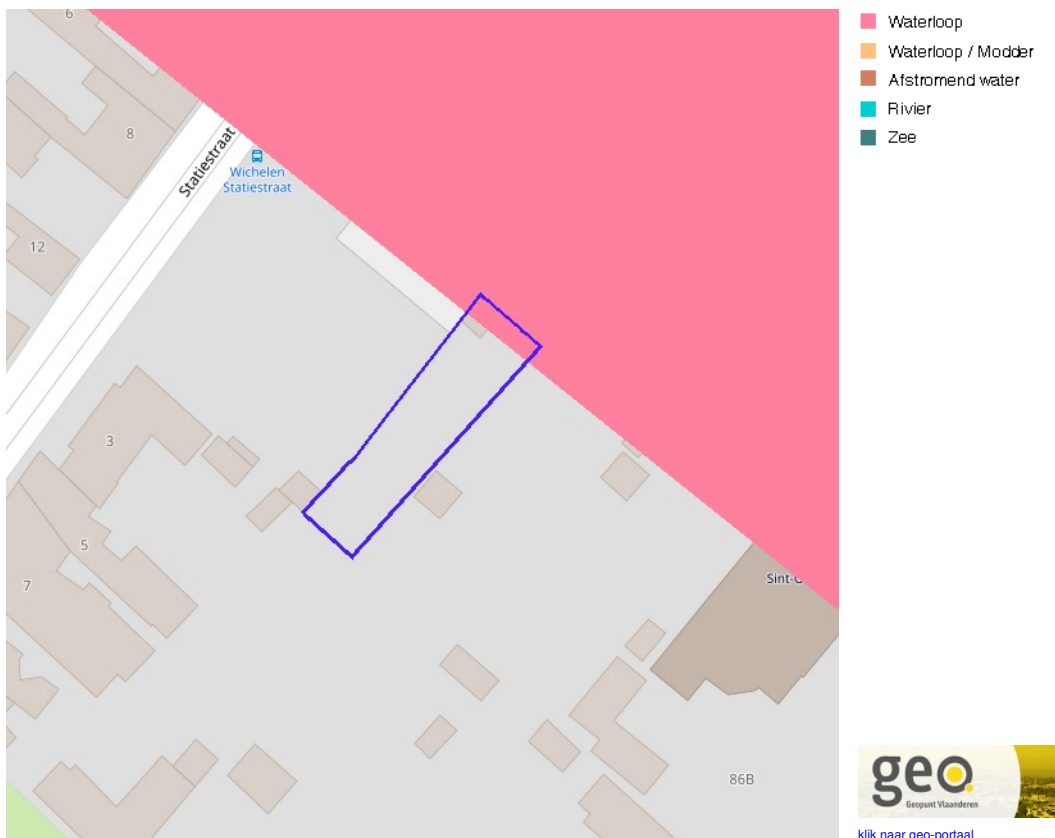 6
8
Statiestraat
Wichelen
Statiestraat
12
3
5
7
Sint-
86B
Waterloop
Waterloop / Modder
Afstromend water
Rivier
Zee
geo
Geopunt Vlaanderen
klik naar geo-portaal